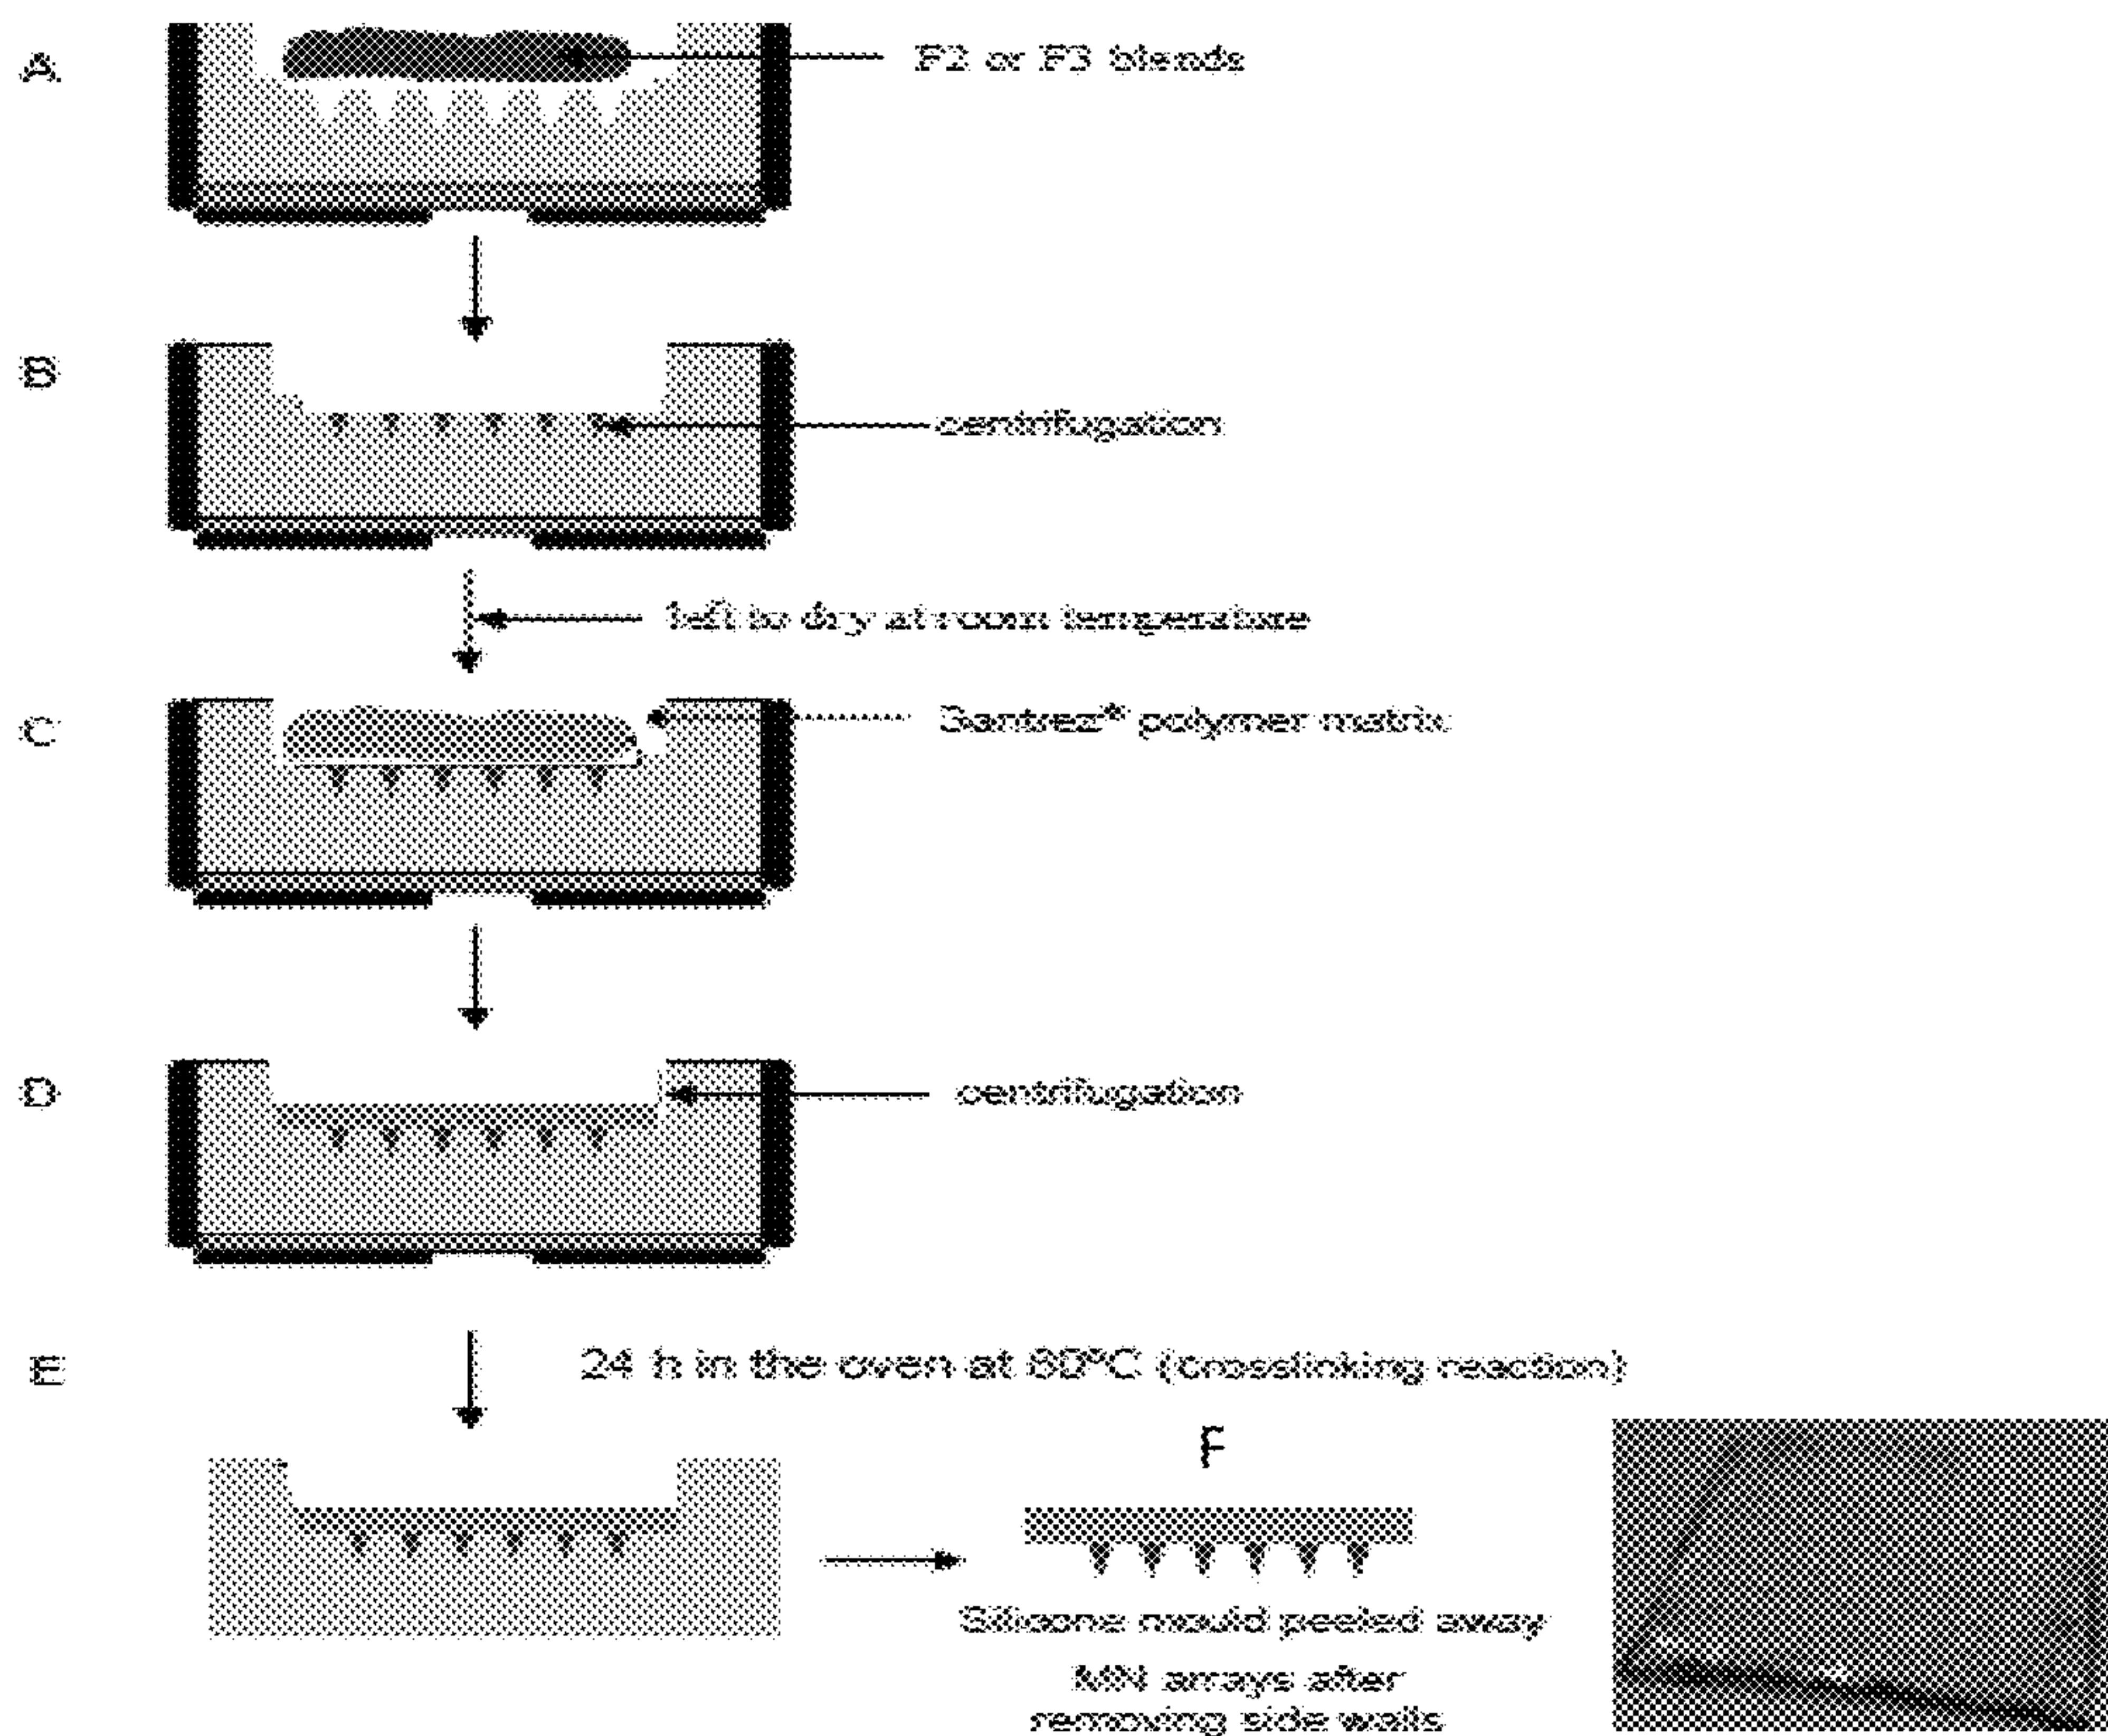 A
F2 or F3 blends
B
centrifugation
left to dry at room temperature
C
Gantrez® polymer matrix
D
centrifugation
E
24 h in the oven at 80°C (crosslinking reaction)
F
Silicone mould peeled away
MN arrays after
removing side walls